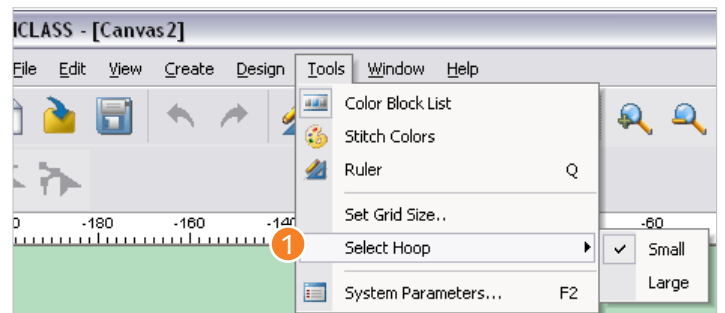 ICLASS - [Canvas2]
File Edit View Create Design Tools Window Help
Color Block List
Stitch Colors
Ruler Q
Set Grid Size..
-180 -160 -140 -60
1 Select Hoop Small
Large
System Parameters... F2